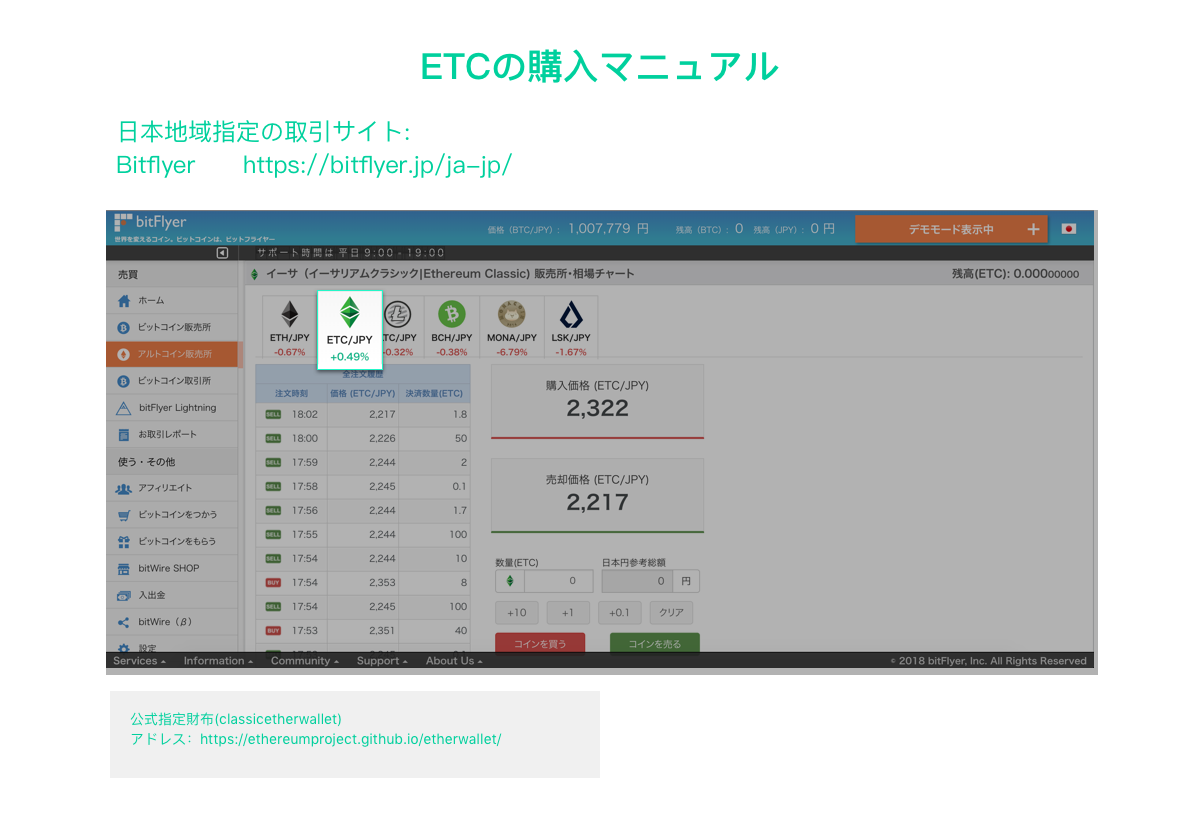 ETCの購入マニュアル
日本地域指定の取引サイト:
Bitflyer https://bitflyer.jp/ja-jp/
bitFlyer
世界を変えるコイン。ビットコインは、ビットフライヤー
価格 (BTC/JPY) : 1,007,779 円 残高 (BTC) : 0 残高 (JPY) : 0 円
デモモード表示中 +
サポート時間は 平日 9:00 - 19:00
売買
イーサ (イーサリアムクラシック|Ethereum Classic) 販売所・相場チャート
残高(ETC): 0.00000000
ホーム
ビットコイン販売所
アルトコイン販売所
ビットコイン取引所
bitFlyer Lightning
お取引レポート
使う・その他
アフィリエイト
ビットコインをつかう
ビットコインをもらう
bitWire SHOP
入出金
bitWire (β)
設定
ETH/JPY
-0.67%
ETC/JPY
+0.49%
TC/JPY
-0.32%
BCH/JPY
-0.38%
MONA/JPY
-6.79%
LSK/JPY
-1.67%
全注文履歴
注文時刻 価格 (ETC/JPY) 決済数量(ETC)
SELL 18:02 2,217 1.8
SELL 18:00 2,226 50
SELL 17:59 2,244 2
SELL 17:58 2,245 0.1
SELL 17:56 2,244 1.7
SELL 17:55 2,244 100
SELL 17:54 2,244 10
BUY 17:54 2,353 8
SELL 17:54 2,245 100
BUY 17:53 2,351 40
購入価格 (ETC/JPY)
2,322
売却価格 (ETC/JPY)
2,217
数量(ETC) 日本円参考総額
0 0 円
+10 +1 +0.1 クリア
コインを買う コインを売る
Services Information Community Support About Us
© 2018 bitFlyer, Inc. All Rights Reserved
公式指定財布(classicetherwallet)
アドレス: https://ethereumproject.github.io/etherwallet/